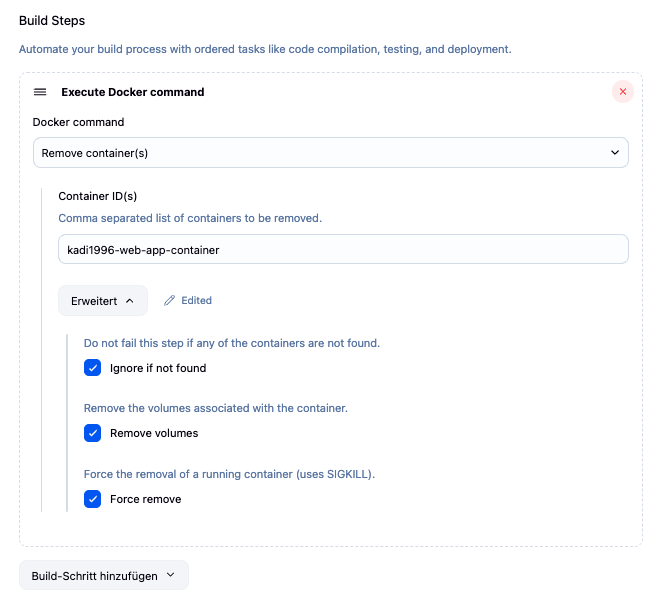 Build Steps
Automate your build process with ordered tasks like code compilation, testing, and deployment.
Execute Docker command
Docker command
Remove container(s)
Container ID(s)
Comma separated list of containers to be removed.
kadi1996-web-app-container
Erweitert
Edited
Do not fail this step if any of the containers are not found.
Ignore if not found
Remove the volumes associated with the container.
Remove volumes
Force the removal of a running container (uses SIGKILL).
Force remove
Build-Schritt hinzufügen